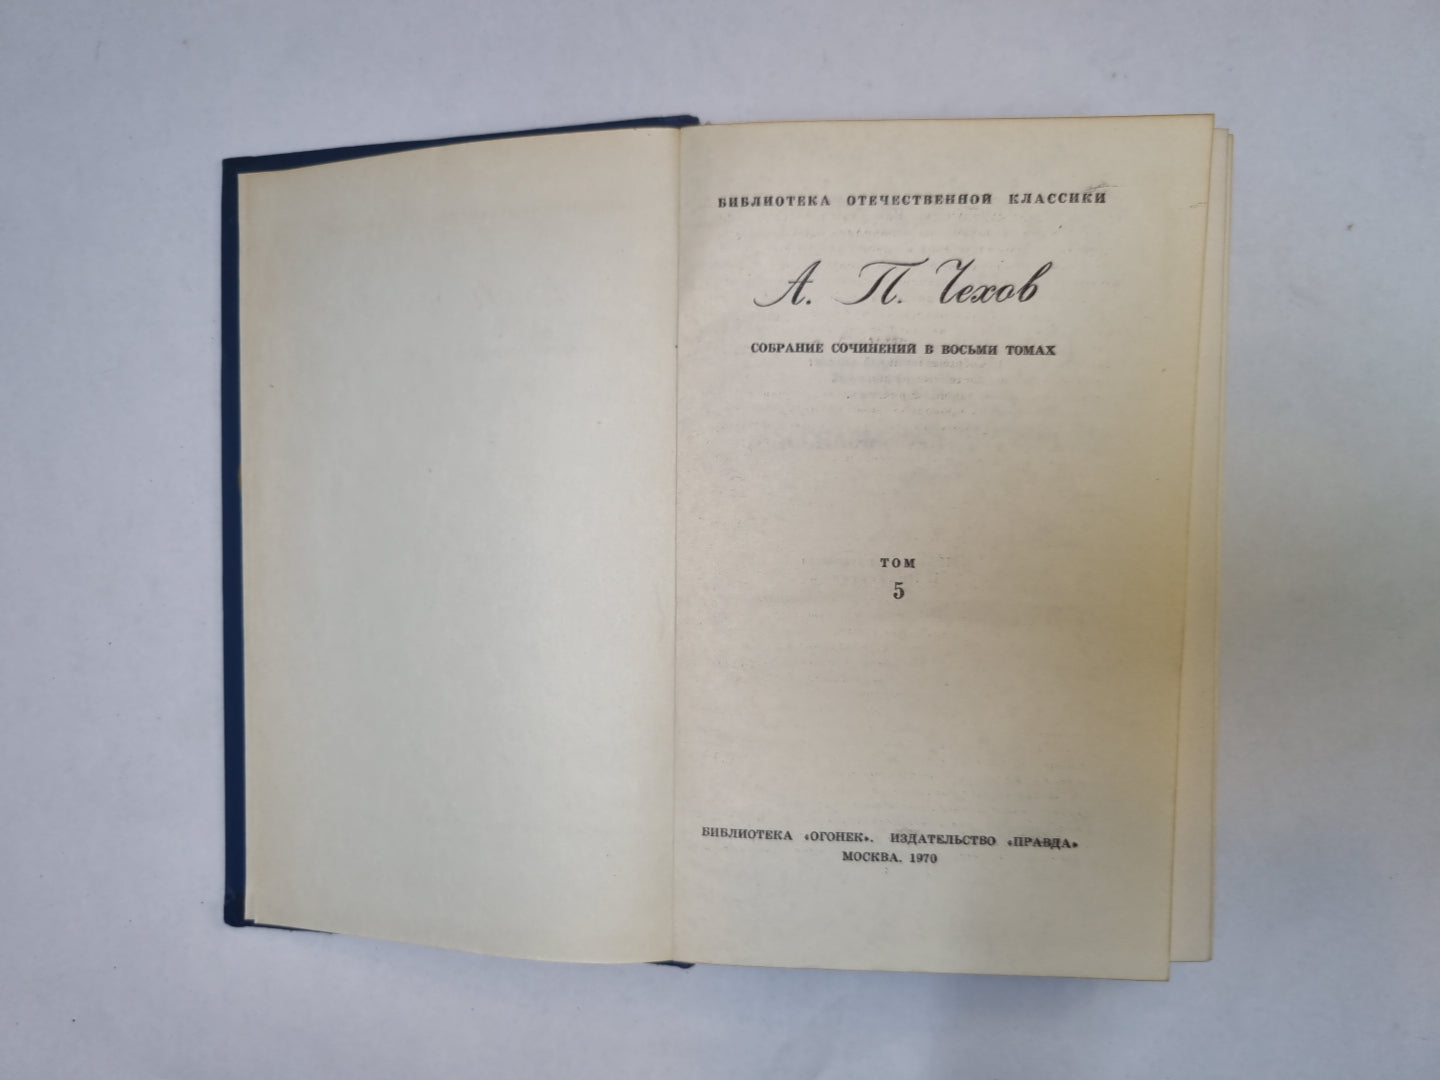 БИБЛИОТЕКА ОТЕЧЕСТВЕННОЙ КЛАССИКИ
А. П. Чехов
СОБРАНИЕ СОЧИНЕНИЙ В ВОСЬМИ ТОМАХ
ТОМ
5
БИБЛИОТЕКА «ОГОНЕК». ИЗДАТЕЛЬСТВО «ПРАВДА»
МОСКВА. 1970